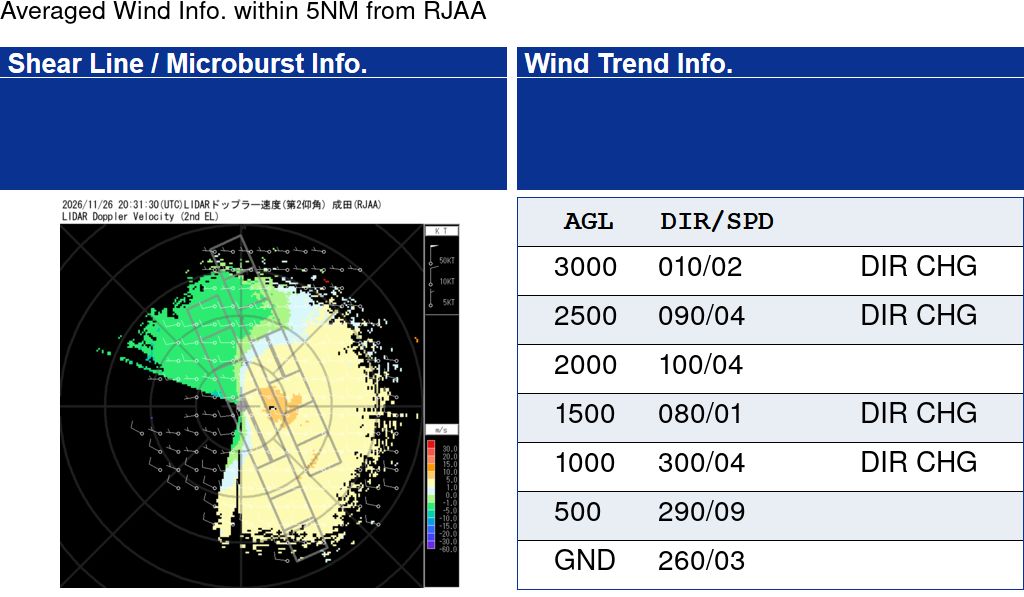 Averaged Wind Info. within 5NM from RJAA
Shear Line / Microburst Info.
Wind Trend Info.
2026/11/26 20:31:30(UTC)LIDARドップラー速度(第2仰角) 成田(RJAA)
LIDAR Doppler Velocity (2nd EL)
K T
50KT
10KT
5KT
m/s
30.0
20.0
15.0
10.0
5.0
1.0
0.0
-1.0
-5.0
-10.0
-15.0
-20.0
-30.0
-60.0
AGL DIR/SPD
3000 010/02 DIR CHG
2500 090/04 DIR CHG
2000 100/04
1500 080/01 DIR CHG
1000 300/04 DIR CHG
500 290/09
GND 260/03